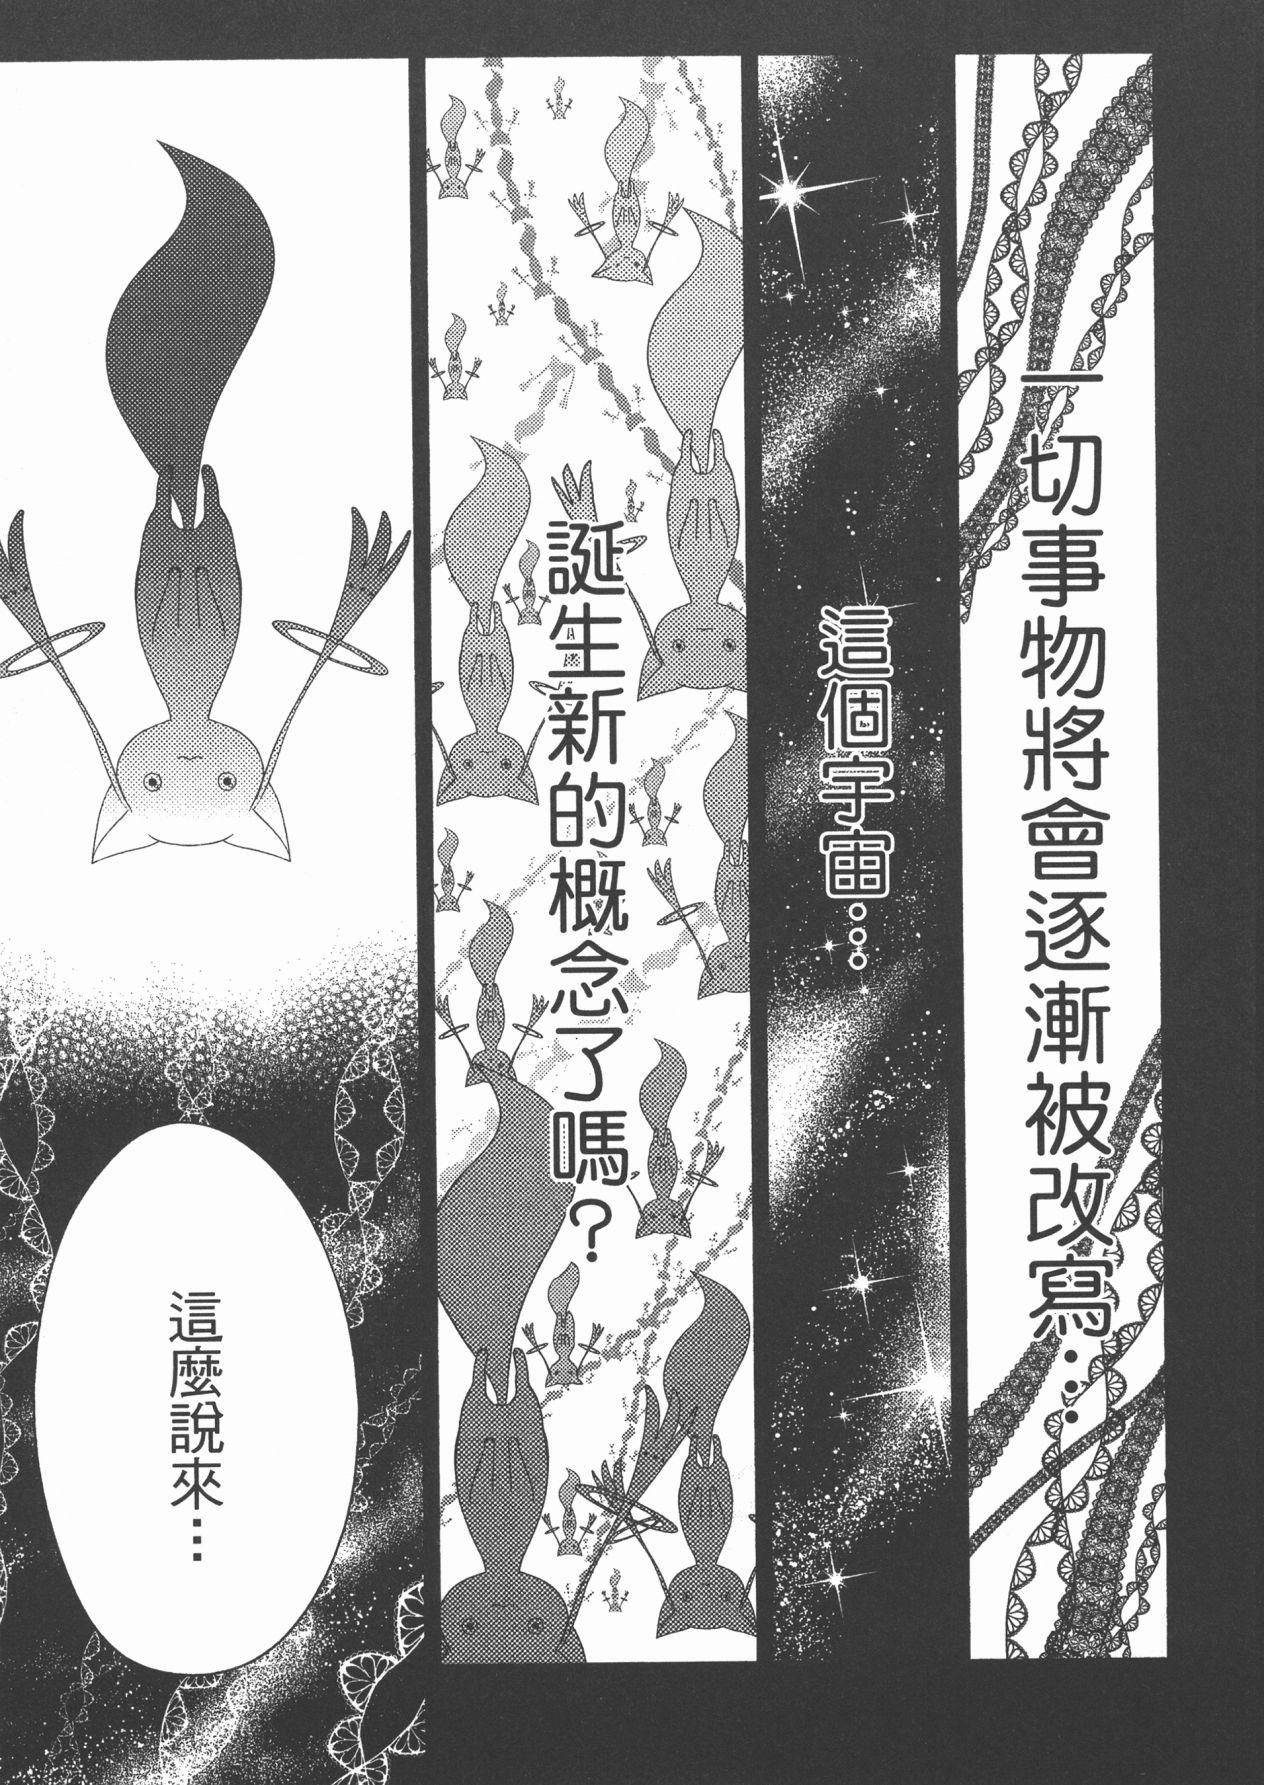 一切事物將會逐漸被改寫…
這個宇宙…
誕生新的概念了嗎？
這麼說來…